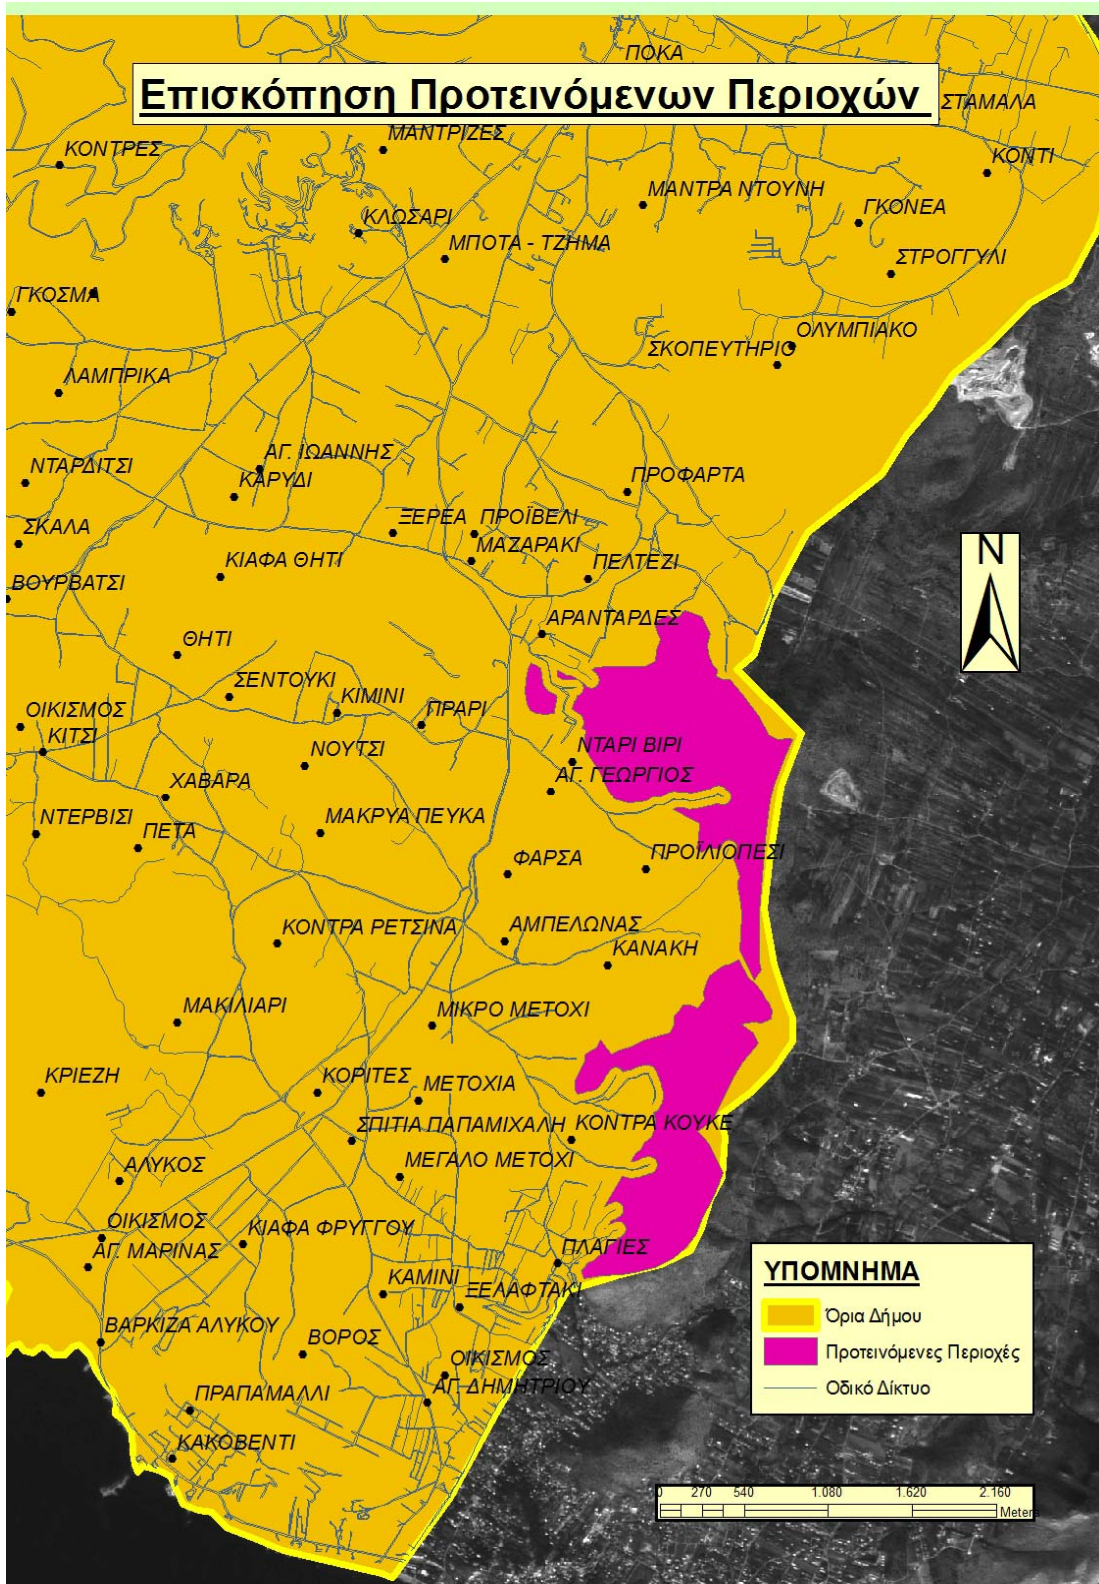 ΠΟΚΑ
Επισκόπηση Προτεινόμενων Περιοχών
ΣΤΑΜΑΛΑ
ΜΑΝΤΡΙΖΕΣ
ΚΟΝΤΡΕΣ
ΚΟΝΤΙ
ΜΑΝΤΡΑ ΝΤΟΥΝΗ
ΓΚΟΝΕΑ
ΚΛΩΣΑΡΙ
ΜΠΟΤΑ - ΤΖΗΜΑ
ΣΤΡΟΓΓΥΛΙ
ΓΚΟΣΜΑ
ΟΛΥΜΠΙΑΚΟ
ΣΚΟΠΕΥΤΗΡΙΟ
ΛΑΜΠΡΙΚΑ
ΑΓ. ΙΩΑΝΝΗΣ
ΝΤΑΡΔΙΤΣΙ
ΚΑΡΥΔΙ
ΠΡΟΦΑΡΤΑ
ΣΚΑΛΑ
ΞΕΡΕΑ
ΠΡΟΪΒΕΛΙ
ΜΑΖΑΡΑΚΙ
ΚΙΑΦΑ ΘΗΤΙ
ΠΕΛΤΕΖΙ
ΒΟΥΡΒΑΤΣΙ
N
ΑΡΑΝΤΑΡΔΕΣ
ΘΗΤΙ
ΣΕΝΤΟΥΚΙ
ΚΙΜΙΝΙ
ΠΡΑΡΙ
ΟΙΚΙΣΜΟΣ
ΚΙΤΣΙ
ΝΟΥΤΣΙ
ΝΤΑΡΙ ΒΙΡΙ
ΑΓ. ΓΕΩΡΓΙΟΣ
ΧΑΒΑΡΑ
ΝΤΕΡΒΙΣΙ
ΠΕΤΑ
ΜΑΚΡΥΑ ΠΕΥΚΑ
ΦΑΡΣΑ
ΠΡΟΪΛΙΟΠΕΣΙ
ΚΟΝΤΡΑ ΡΕΤΣΙΝΑ
ΑΜΠΕΛΩΝΑΣ
ΚΑΝΑΚΗ
ΜΑΚΙΛΙΑΡΙ
ΜΙΚΡΟ ΜΕΤΟΧΙ
ΚΡΙΕΖΗ
ΚΟΡΙΤΕΣ
ΜΕΤΟΧΙΑ
ΣΠΙΤΙΑ ΠΑΠΑΜΙΧΑΛΗ
ΚΟΝΤΡΑ ΚΟΥΚΕ
ΑΛΥΚΟΣ
ΜΕΓΑΛΟ ΜΕΤΟΧΙ
ΟΙΚΙΣΜΟΣ
ΑΓ. ΜΑΡΙΝΑΣ
ΚΙΑΦΑ ΦΡΥΓΓΟΥ
ΠΛΑΓΙΕΣ
ΚΑΜΙΝΙ
ΞΕΛΑΦΤΑΚΙ
ΒΑΡΚΙΖΑ ΑΛΥΚΟΥ
ΒΟΡΟΣ
ΟΙΚΙΣΜΟΣ
ΑΓ. ΔΗΜΗΤΡΙΟΥ
ΠΡΑΠΑΜΑΛΛΙ
ΚΑΚΟΒΕΝΤΙ
ΥΠΟΜΝΗΜΑ
Όρια Δήμου
Προτεινόμενες Περιοχές
Οδικό Δίκτυο
0 270 540 1.080 1.620 2.160
Meters